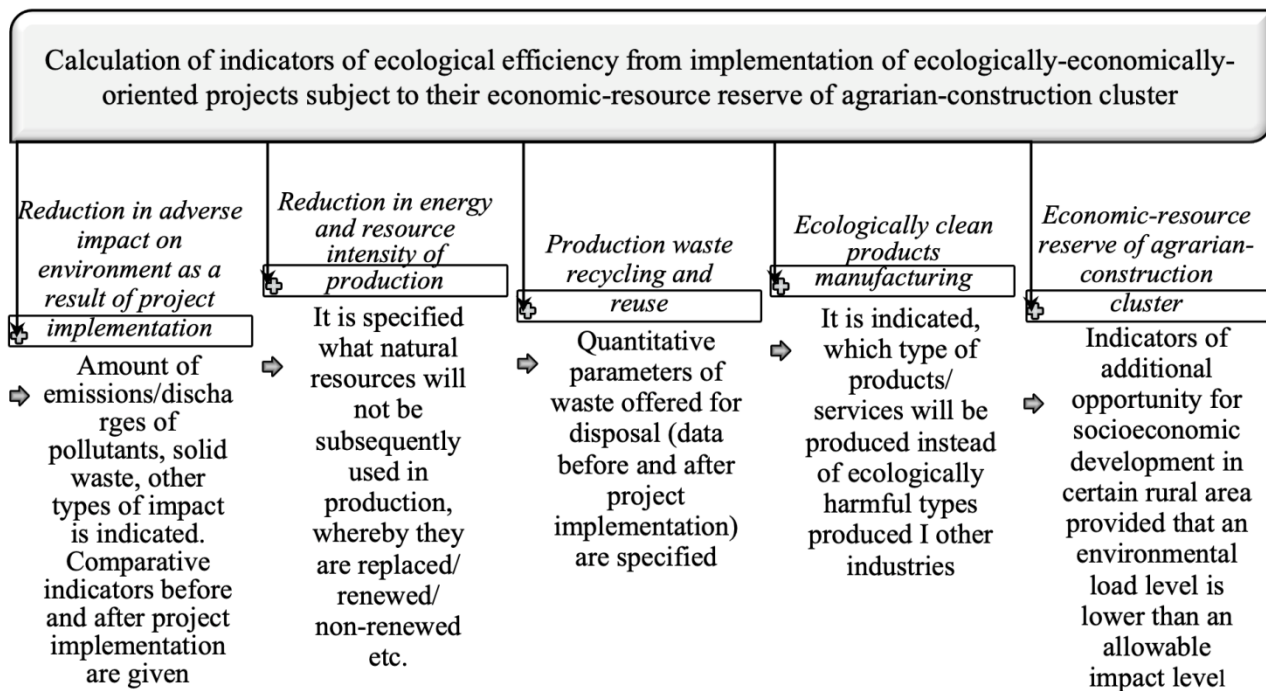 Calculation of indicators of ecological efficiency from implementation of ecologically-economically-
oriented projects subject to their economic-resource reserve of agrarian-construction cluster
Reduction in adverse
impact on
environment as a
result of project
implementation
Amount of
emissions/discha
rges of
pollutants, solid
waste, other
types of impact
is indicated.
Comparative
indicators before
and after project
implementation
are given
Reduction in energy
and resource
intensity of
production
It is specified
what natural
resources will
not be
subsequently
used in
production,
whereby they
are replaced/
renewed/
non-renewed
etc.
Production waste
recycling and
reuse
Quantitative
parameters of
waste offered for
disposal (data
before and after
project
implementation)
are specified
Ecologically clean
products
manufacturing
It is indicated,
which type of
products/
services will be
produced instead
of ecologically
harmful types
produced I other
industries
Economic-resource
reserve of agrarian-
construction
cluster
Indicators of
additional
opportunity for
socioeconomic
development in
certain rural area
provided that an
environmental
load level is
lower than an
allowable
impact level